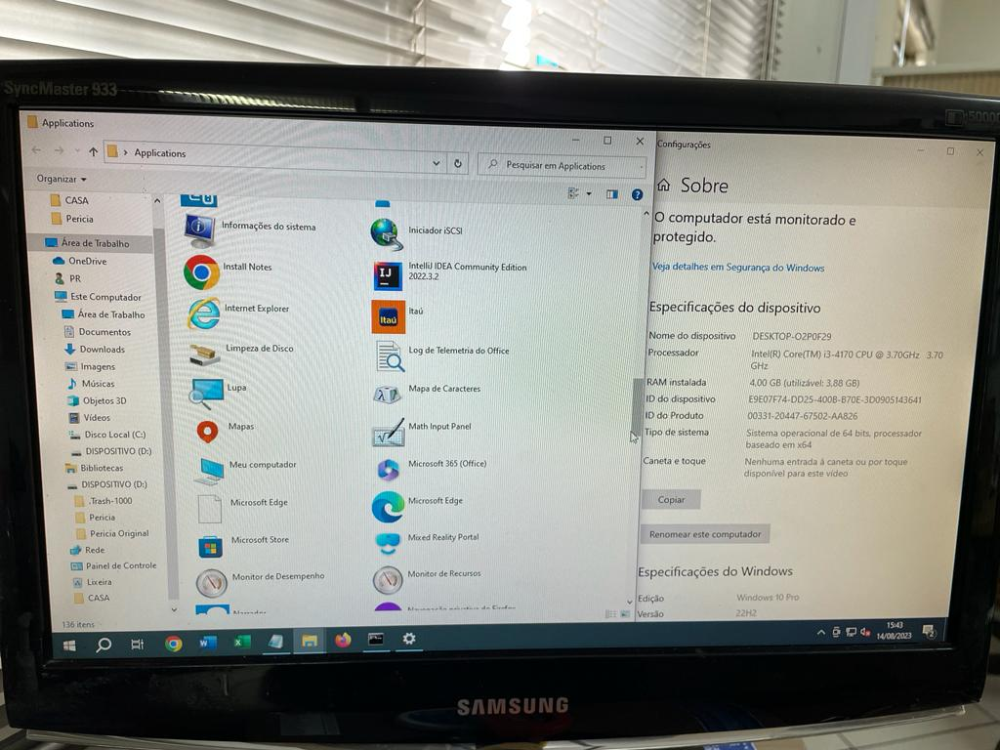 SyncMaster 933
Applications
Applications
Pesquisar em Applications
Organizar
CASA
Pericia
Área de Trabalho
OneDrive
PR
Este Computador
Área de Trabalho
Documentos
Downloads
Imagens
Músicas
Objetos 3D
Vídeos
Disco Local (C:)
DISPOSITIVO (D:)
Bibliotecas
DISPOSITIVO (D:)
.Trash-1000
Pericia
Pericia Original
Rede
Painel de Controle
Lixeira
CASA
136 itens
Informações do sistema
Iniciador iSCSI
Install Notes
IntelliJ IDEA Community Edition
2022.3.2
Internet Explorer
Itaú
Itaú
Limpeza de Disco
Log de Telemetria do Office
Lupa
Mapa de Caracteres
Mapas
Math Input Panel
Meu computador
Microsoft 365 (Office)
Microsoft Edge
Microsoft Edge
Microsoft Store
Mixed Reality Portal
Monitor de Desempenho
Monitor de Recursos
Narrador
Navegação privativa do Firefox
Configurações
Sobre
O computador está monitorado e
protegido.
Veja detalhes em Segurança do Windows
Especificações do dispositivo
Nome do dispositivo DESKTOP-O2P0F29
Processador Intel(R) Core(TM) i3-4170 CPU @ 3.70GHz 3.70
GHz
RAM instalada 4,00 GB (utilizável: 3,88 GB)
ID do dispositivo E9E07F74-DD25-400B-B70E-3D0905143641
ID do Produto 00331-20447-67502-AA826
Tipo de sistema Sistema operacional de 64 bits, processador
baseado em x64
Caneta e toque Nenhuma entrada à caneta ou por toque
disponível para este vídeo
Copiar
Renomear este computador
Especificações do Windows
Edição Windows 10 Pro
Versão 22H2
15:43
14/08/2023
2
SAMSUNG